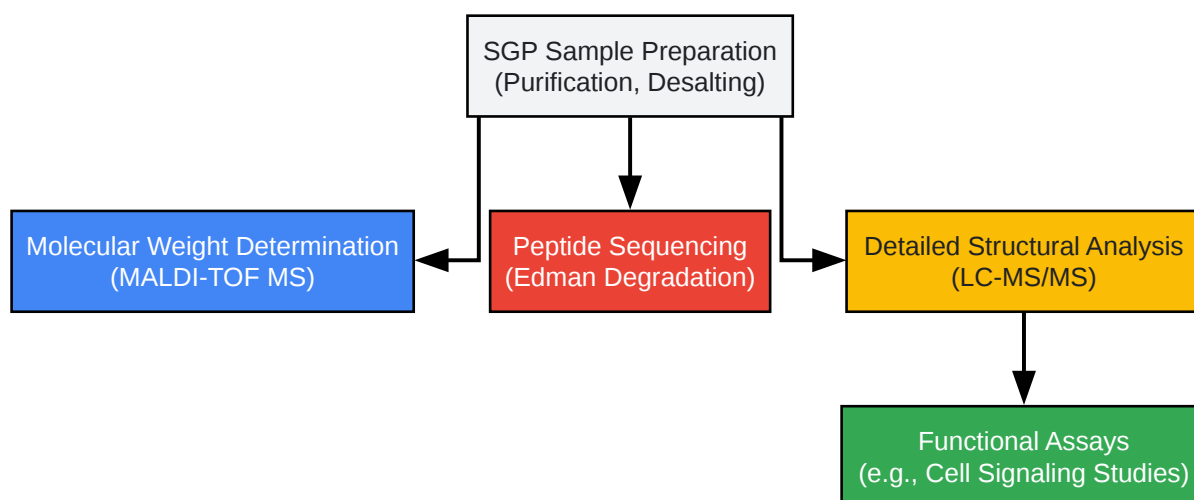 SGP Sample Preparation
(Purification, Desalting)
Molecular Weight Determination
(MALDI-TOF MS)
Peptide Sequencing
(Edman Degradation)
Detailed Structural Analysis
(LC-MS/MS)
Functional Assays
(e.g., Cell Signaling Studies)